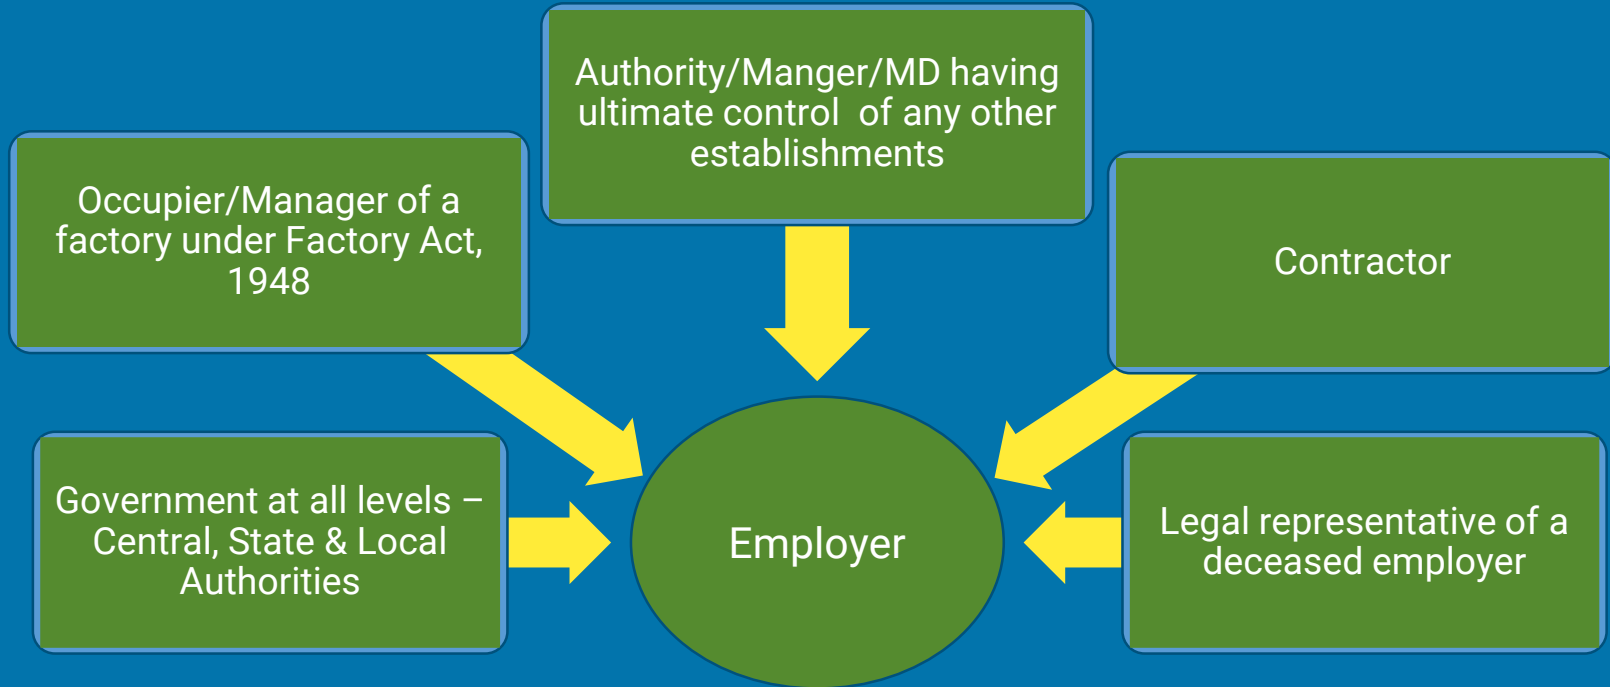 Authority/Manger/MD having
ultimate control of any other
establishments
Occupier/Manager of a
factory under Factory Act,
1948
Contractor
Government at all levels –
Central, State & Local
Authorities
Employer
Legal representative of a
deceased employer